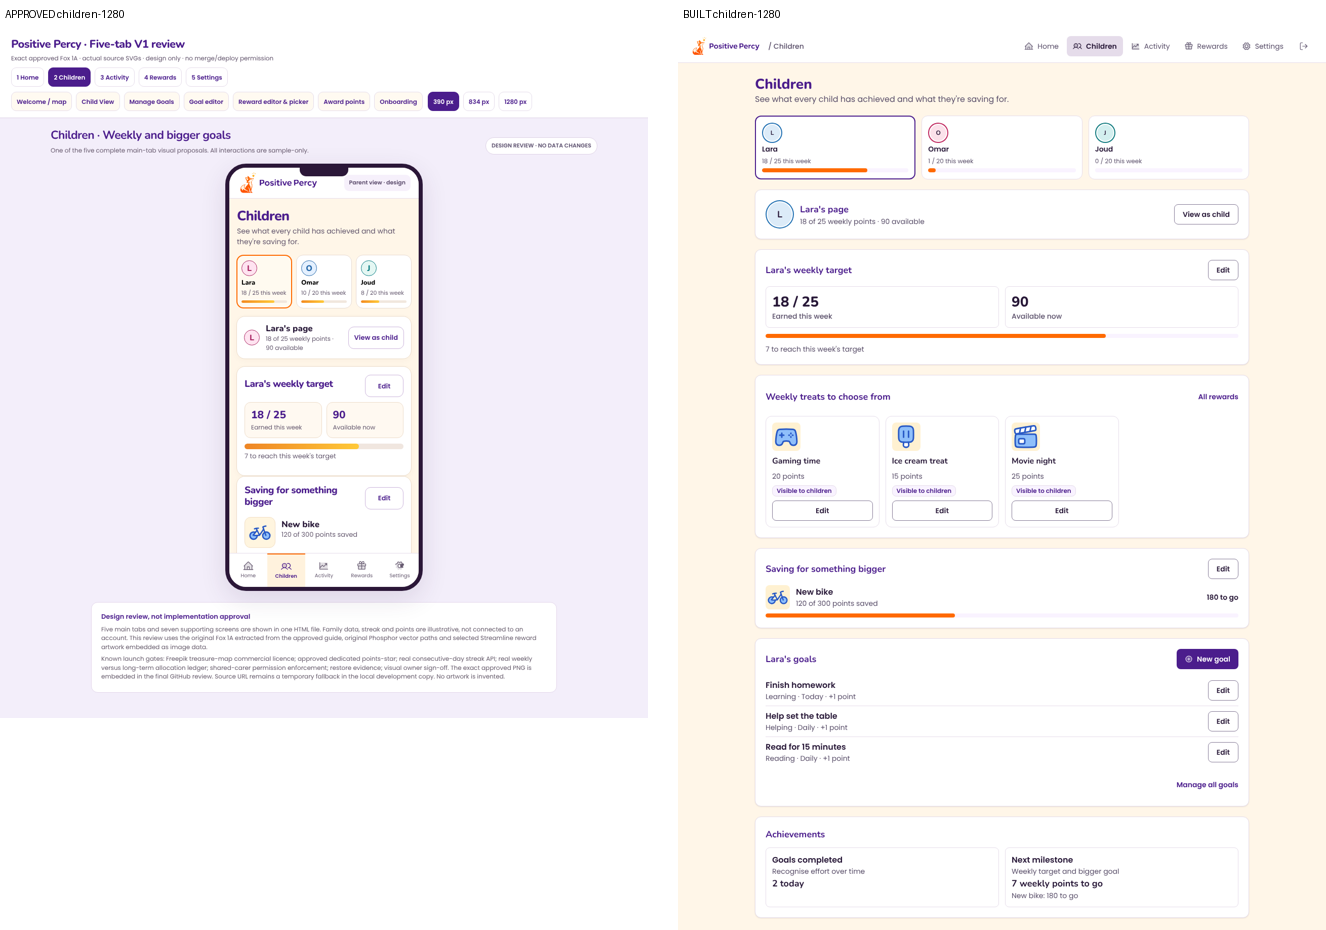 APPROVED children-1280
Positive Percy · Five-tab V1 review
Exact approved Fox IA · actual source SVGs · design only · no merge/deploy permission
1 Home
2 Children
3 Activity
4 Rewards
5 Settings
Welcome / map
Child View
Manage Goals
Goal editor
Reward editor & picker
Award points
Onboarding
390 px
834 px
1280 px
Children · Weekly and bigger goals
One of the five complete main-tab visual proposals. All interactions are sample-only.
DESIGN REVIEW · NO DATA CHANGES
Positive Percy
Parent view · design
Children
See what every child has achieved and what
they're saving for.
L
Lara
18 / 25 this week
O
Omar
10 / 20 this week
J
Joud
8 / 20 this week
L
Lara's page
18 of 25 weekly points ·
90 available
View as child
Lara's weekly target
Edit
18 / 25
Earned this week
90
Available now
7 to reach this week's target
Saving for something
bigger
Edit
New bike
120 of 300 points saved
Home
Children
Activity
Rewards
Settings
Design review, not implementation approval
Five main tabs and seven supporting screens are shown in one HTML file. Family data, streak and points are illustrative, not connected to an
account. This review uses the original Fox IA extracted from the approved guide, original Phosphor vector paths and selected Streamline reward
artwork embedded as image data.
Known launch gates: Freepik treasure-map commercial licence; approved dedicated points-star; real consecutive-day streak API; real weekly
versus long-term allocation ledger; shared-carer permission enforcement; restore evidence; visual owner sign-off. The exact approved PNG is
embedded in the final GitHub review. Source URL remains a temporary fallback in the local development copy. No artwork is invented.
BUILT children-1280
Positive Percy
/ Children
Home
Children
Activity
Rewards
Settings
Children
See what every child has achieved and what they're saving for.
L
Lara
18 / 25 this week
O
Omar
1 / 20 this week
J
Joud
0 / 20 this week
L
Lara's page
18 of 25 weekly points · 90 available
View as child
Lara's weekly target
Edit
18 / 25
Earned this week
90
Available now
7 to reach this week's target
Weekly treats to choose from
All rewards
Gaming time
20 points
Visible to children
Edit
Ice cream treat
15 points
Visible to children
Edit
Movie night
25 points
Visible to children
Edit
Saving for something bigger
Edit
New bike
120 of 300 points saved
180 to go
Lara's goals
New goal
Finish homework
Learning · Today · +1 point
Edit
Help set the table
Helping · Daily · +1 point
Edit
Read for 15 minutes
Reading · Daily · +1 point
Edit
Manage all goals
Achievements
Goals completed
Recognise effort over time
2 today
Next milestone
Weekly target and bigger goal
7 weekly points to go
New bike: 180 to go